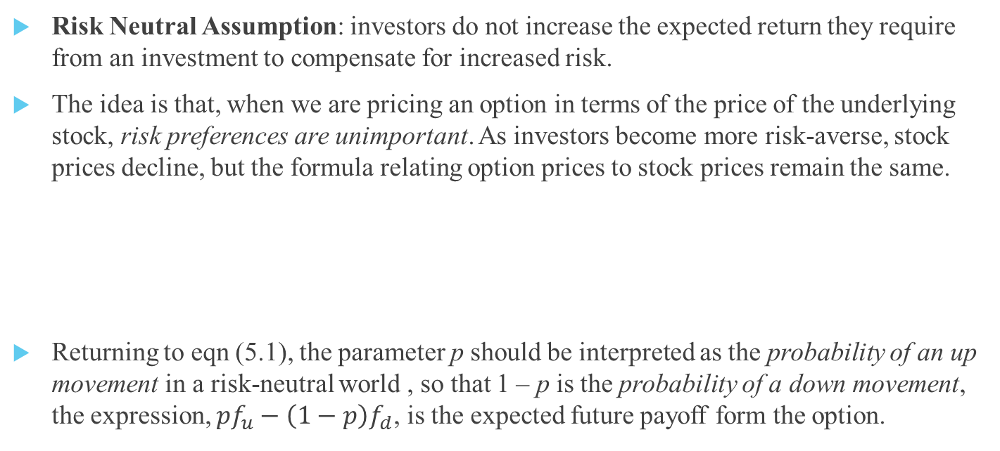 Risk Neutral Assumption: investors do not increase the expected return they require
from an investment to compensate for increased risk.
The idea is that, when we are pricing an option in terms of the price of the underlying
stock, risk preferences are unimportant. As investors become more risk-averse, stock
prices decline, but the formula relating option prices to stock prices remain the same.
Returning to eqn (5.1), the parameter p should be interpreted as the probability of an up
movement in a risk-neutral world , so that 1 – p is the probability of a down movement,
the expression, pf_u − (1 − p)f_d, is the expected future payoff form the option.